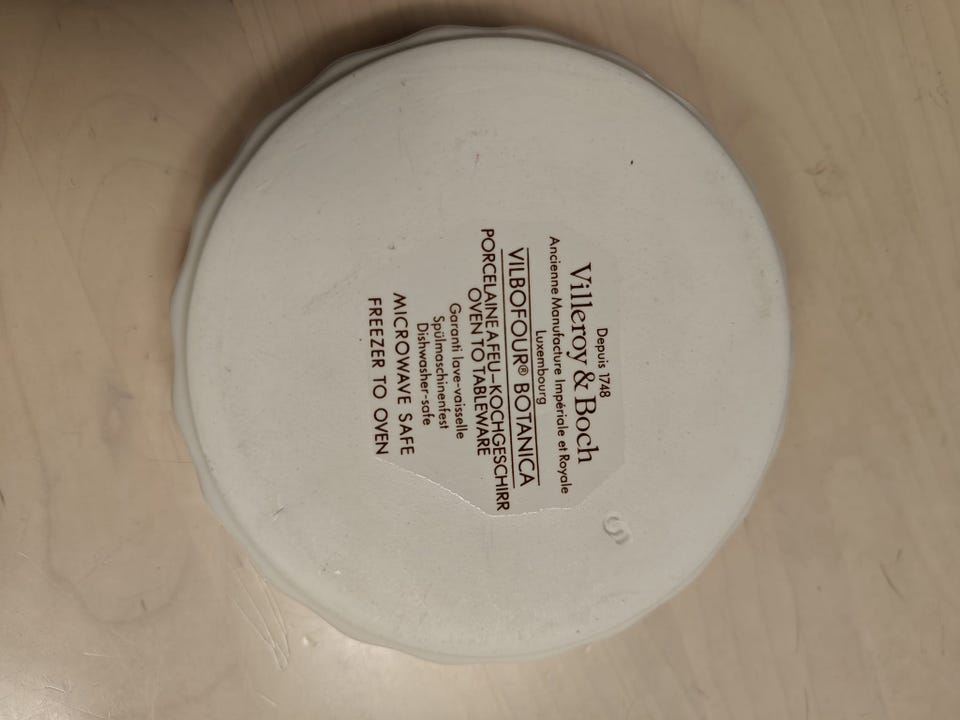 Depuis 1748
Villeroy & Boch
Ancienne Manufacture Impériale et Royale
Luxembourg
VILBOFOUR® BOTANICA
PORCELAINE A FEU–KOCHGESCHIRR
OVEN TO TABLEWARE
Garanti lave-vaisselle
Spülmaschinenfest
Dishwasher-safe
MICROWAVE SAFE
FREEZER TO OVEN